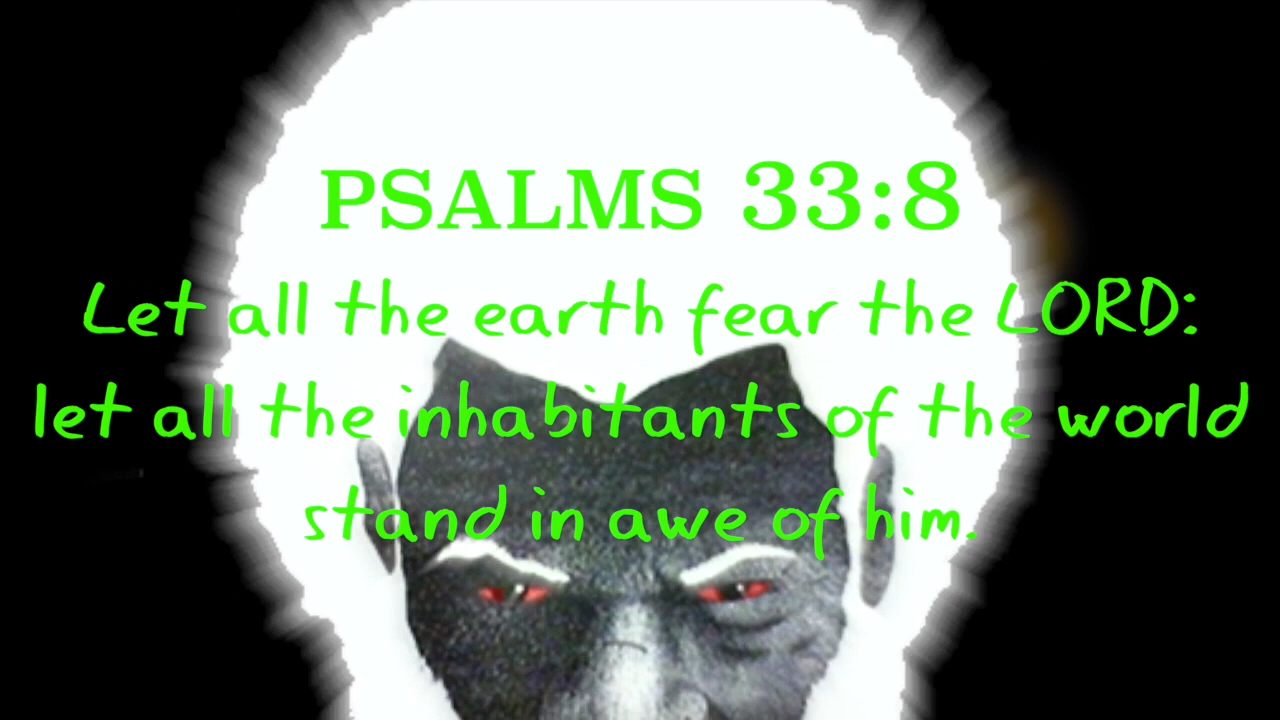 PSALMS 33:8
Let all the earth fear the LORD:
let all the inhabitants of the world
stand in awe of him.